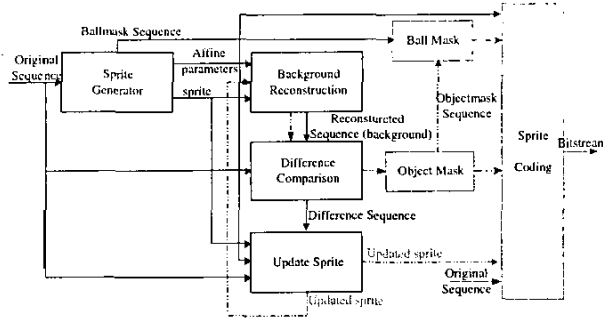 Ballmask Sequence
Original
Sequence
Affine
parameters
Sprite
Generator
sprite
Background
Reconstruction
Ball Mask
Objectmask
Sequence
Reconsturcted
Sequence (background)
Difference
Comparison
Object Mask
Sprite
Coding
Bitstream
Difference Sequence
Update Sprite
Updated sprite
Original
Sequence
Updated sprite